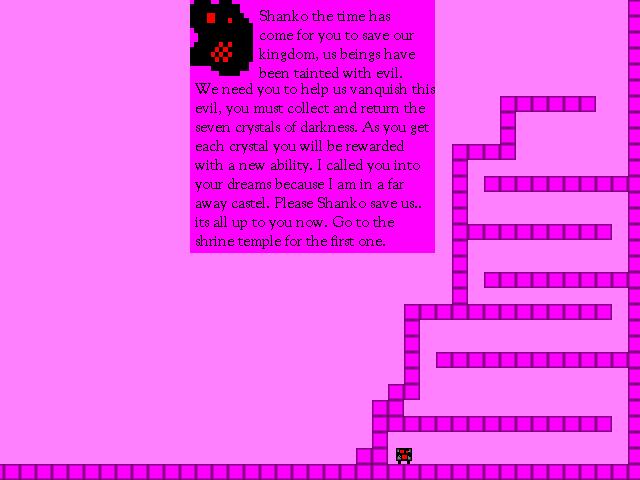 Shanko the time has
come for you to save our
kingdom, us beings have
been tainted with evil.
We need you to help us vanquish this
evil, you must collect and return the
seven crystals of darkness. As you get
each crystal you will be rewarded
with a new ability. I called you into
your dreams because I am in a far
away castel. Please Shanko save us..
its all up to you now. Go to the
shrine temple for the first one.